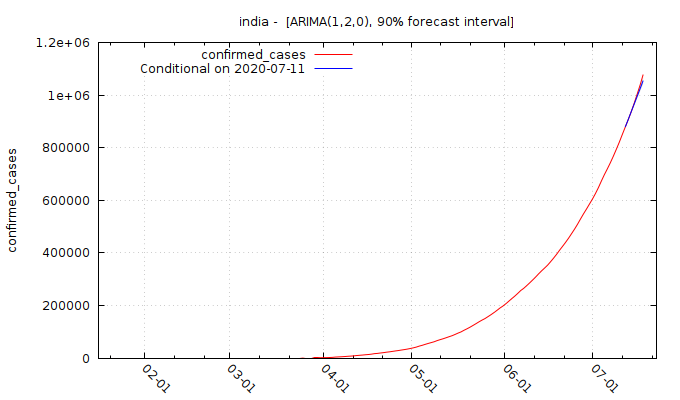 india -  [ARIMA(1,2,0), 90% forecast interval]
1.2e+06
1e+06
800000
600000
400000
200000
0
confirmed_cases
confirmed_cases
Conditional on 2020-07-11
02-01
03-01
04-01
05-01
06-01
07-01